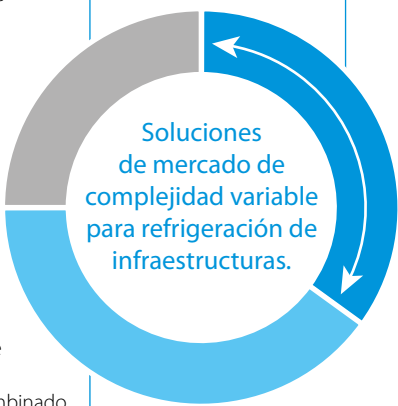 Soluciones
de mercado de
complejidad variable
para refrigeración de
infraestructuras.